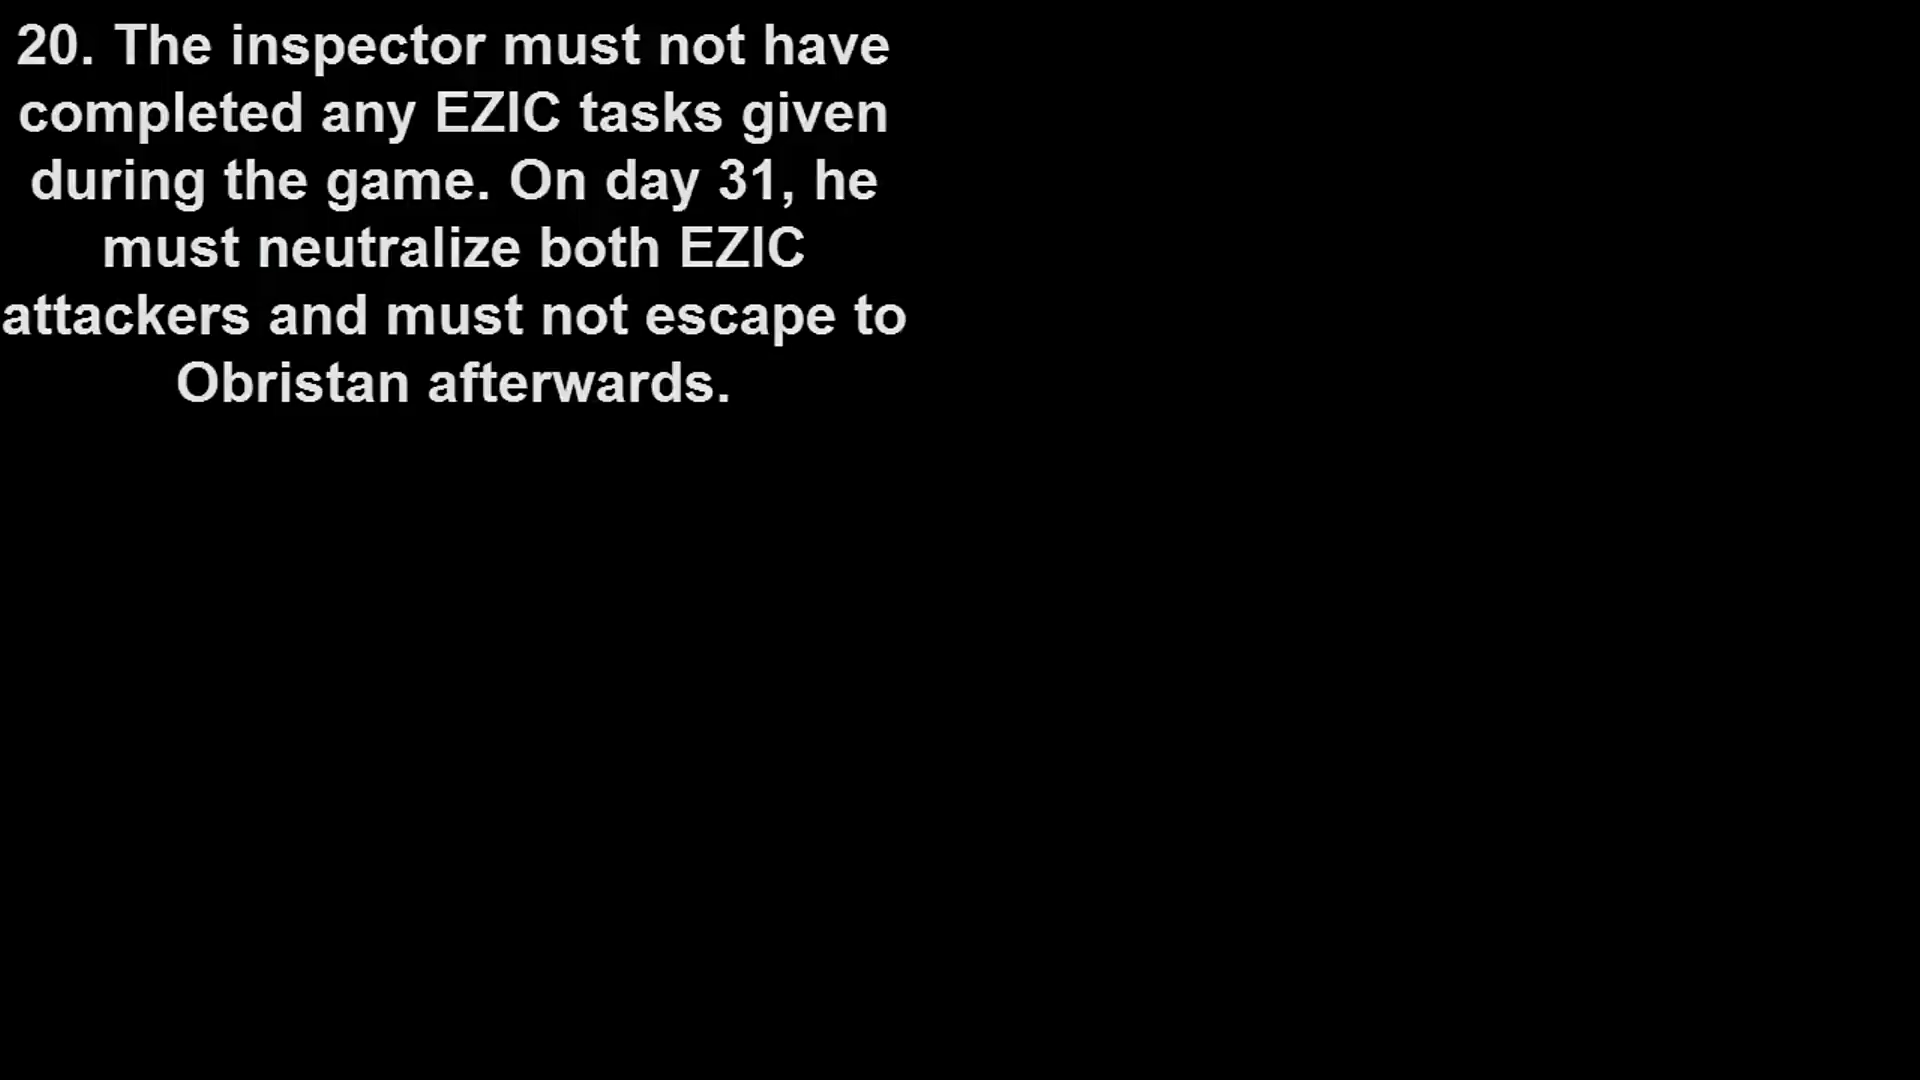 20. The inspector must not have
completed any EZIC tasks given
during the game. On day 31, he
must neutralize both EZIC
attackers and must not escape to
Obristan afterwards.